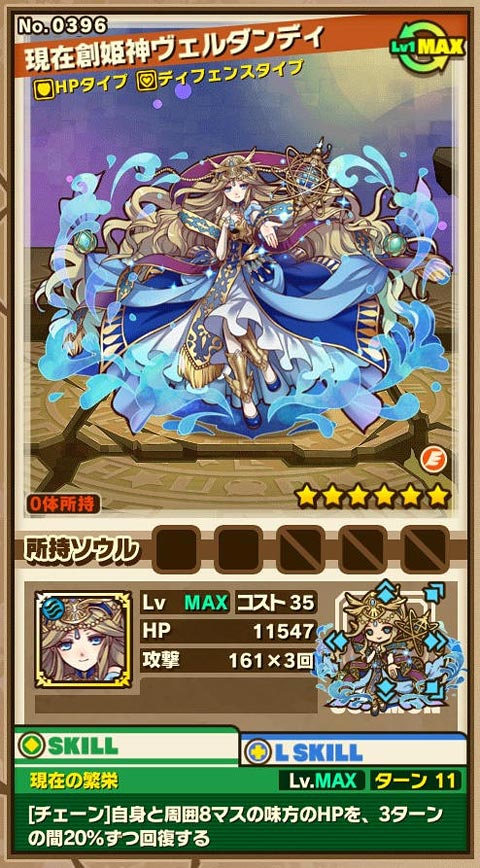 No.0396
現在創姫神ヴェルダンディ
Lv1 MAX
HPタイプ ディフェンスタイプ
E
0体所持
所持ソウル
Lv MAX コスト 35
HP 11547
攻撃 161×3回
SKILL
L SKILL
現在の繁栄 Lv.MAX ターン 11
[チェーン]自身と周囲8マスの味方のHPを、3ターン
の間20%ずつ回復する